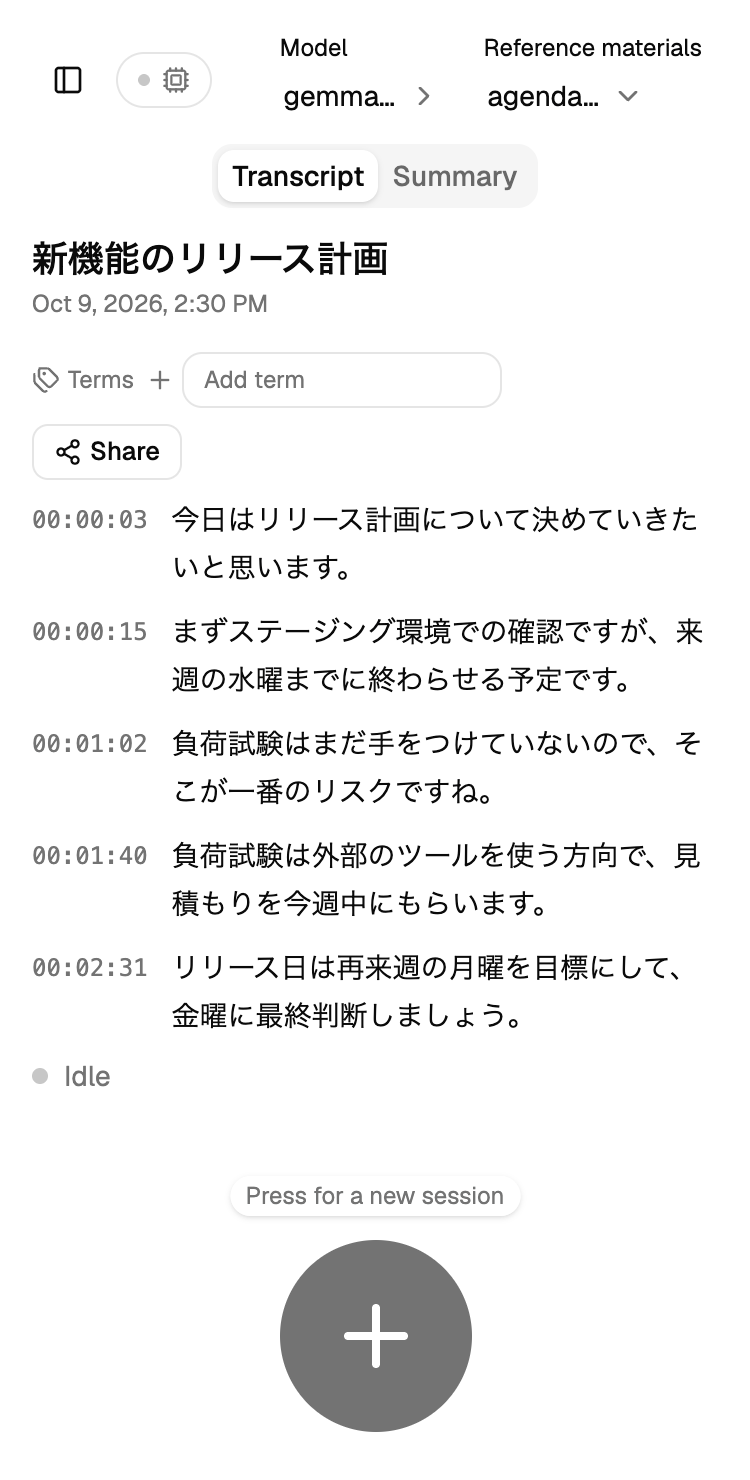 Model
Reference materials
gemma...
agenda...
Transcript
Summary
新機能のリリース計画
Oct 9, 2026, 2:30 PM
Terms
Add term
Share
00:00:03 今日はリリース計画について決めていきた
いと思います。
00:00:15 まずステージング環境での確認ですが、来
週の水曜までに終わらせる予定です。
00:01:02 負荷試験はまだ手をつけていないので、そ
こが一番のリスクですね。
00:01:40 負荷試験は外部のツールを使う方向で、見
積もりを今週中にもらいます。
00:02:31 リリース日は再来週の月曜を目標にして、
金曜に最終判断しましょう。
Idle
Press for a new session